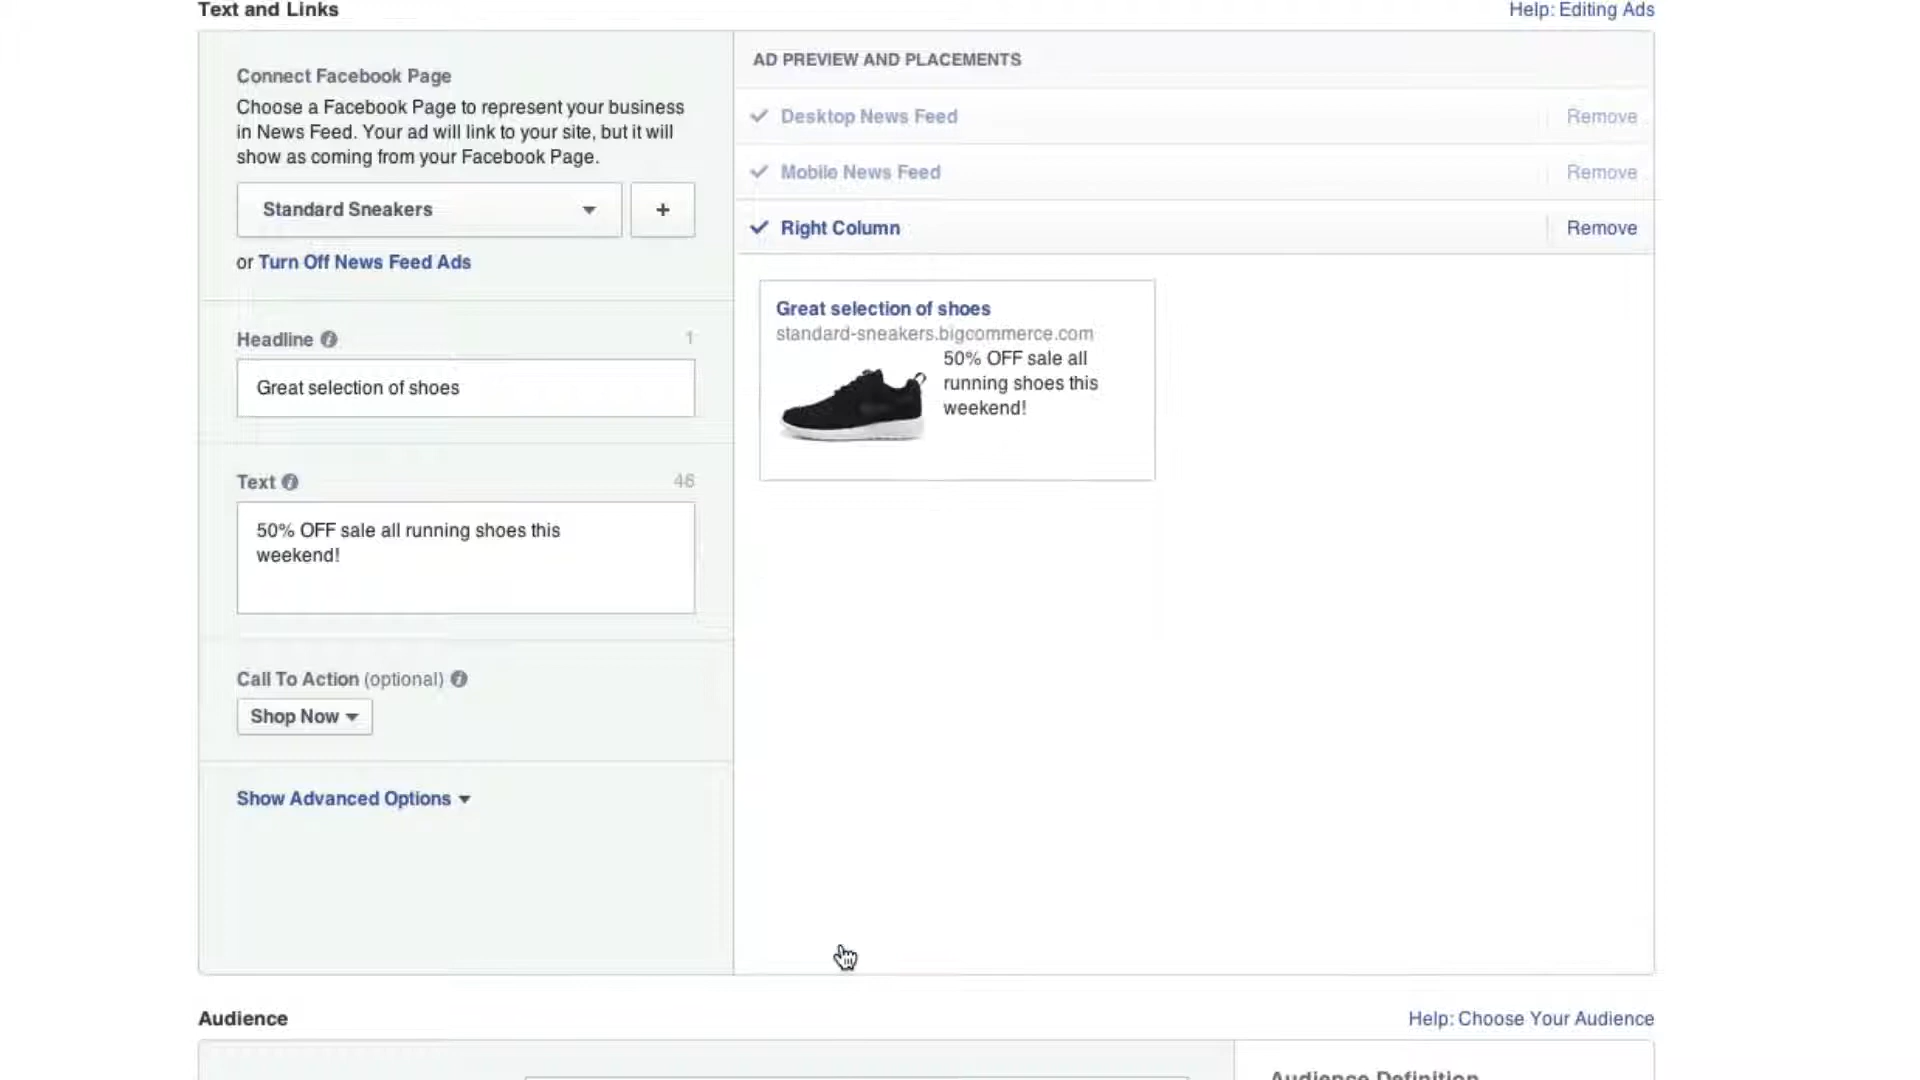 Text and Links
Help: Editing Ads
Connect Facebook Page
Choose a Facebook Page to represent your business
in News Feed. Your ad will link to your site, but it will
show as coming from your Facebook Page.
Standard Sneakers
+
or Turn Off News Feed Ads
Headline
1
Great selection of shoes
Text
46
50% OFF sale all running shoes this
weekend!
Call To Action (optional)
Shop Now
Show Advanced Options
AD PREVIEW AND PLACEMENTS
Desktop News Feed
Remove
Mobile News Feed
Remove
Right Column
Remove
Great selection of shoes
standard-sneakers.bigcommerce.com
50% OFF sale all
running shoes this
weekend!
Audience
Help: Choose Your Audience
Audience Definition